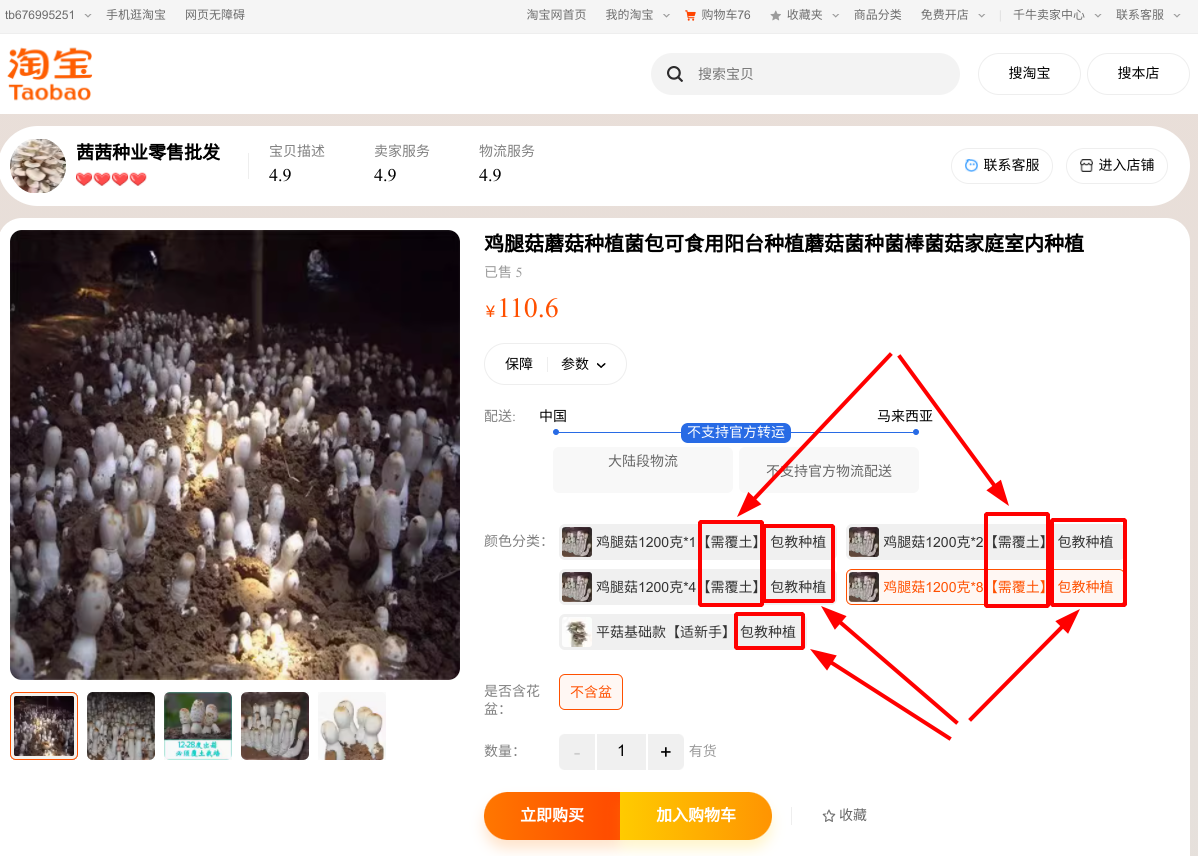 tb676995251 手机逛淘宝 网页无障碍 淘宝网首页 我的淘宝 购物车76 收藏夹 商品分类 免费开店 千牛卖家中心 联系客服
淘宝
Taobao
搜索宝贝 搜淘宝 搜本店
茜茜种业零售批发
宝贝描述 卖家服务 物流服务
4.9 4.9 4.9
联系客服 进入店铺
鸡腿菇蘑菇种植菌包可食用阳台种植蘑菇菌种菌棒菌菇家庭室内种植
已售 5
¥110.6
保障 参数
配送: 中国 马来西亚
不支持官方转运
大陆段物流 不支持官方物流配送
颜色分类: 鸡腿菇1200克*1【需覆土】包教种植 鸡腿菇1200克*2【需覆土】包教种植
鸡腿菇1200克*4【需覆土】包教种植 鸡腿菇1200克*8【需覆土】包教种植
平菇基础款【适新手】包教种植
是否含花
盆: 不含盆
12-28度出菇
必须覆土栽培
数量: - 1 + 有货
立即购买 加入购物车 收藏